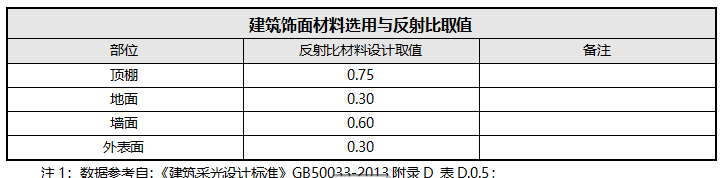 建筑饰面材料选用与反射比取值
部位 反射比材料设计取值 备注
顶棚 0.75
地面 0.30
墙面 0.60
外表面 0.30
注 1：数据参考自：《建筑采光设计标准》GB50033-2013 附录 D 表 D.0.5；